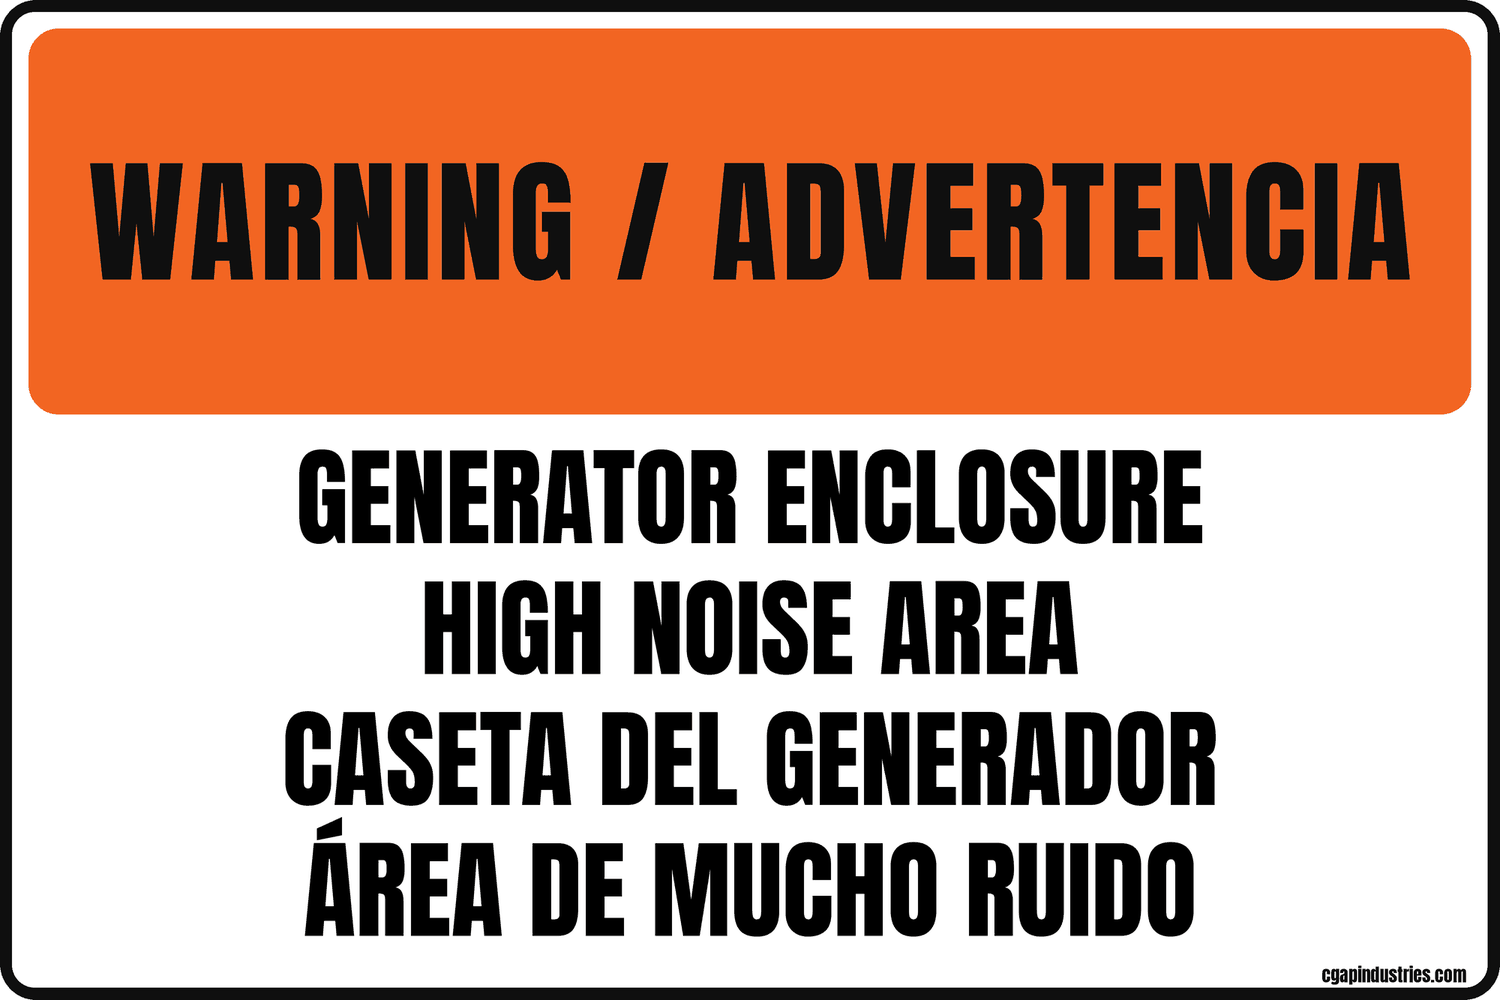 WARNING / ADVERTENCIA
GENERATOR ENCLOSURE
HIGH NOISE AREA
CASETA DEL GENERADOR
ÁREA DE MUCHO RUIDO
cgapindustries.com